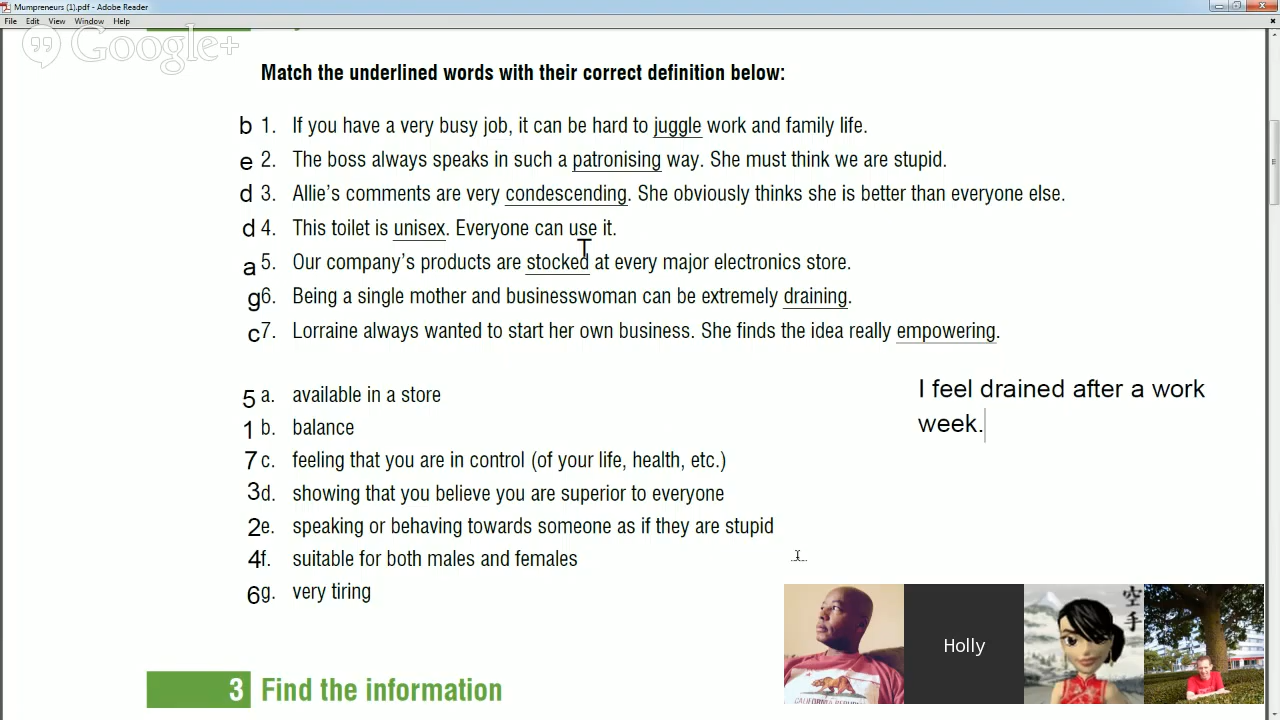 Mumpreneurs (1).pdf - Adobe Reader
File Edit View Window Help
Google+
Match the underlined words with their correct definition below:
b 1. If you have a very busy job, it can be hard to juggle work and family life.
e 2. The boss always speaks in such a patronising way. She must think we are stupid.
d 3. Allie's comments are very condescending. She obviously thinks she is better than everyone else.
d 4. This toilet is unisex. Everyone can use it.
T
a 5. Our company's products are stocked at every major electronics store.
g 6. Being a single mother and businesswoman can be extremely draining.
c 7. Lorraine always wanted to start her own business. She finds the idea really empowering.
5 a. available in a store
1 b. balance
7 c. feeling that you are in control (of your life, health, etc.)
3 d. showing that you believe you are superior to everyone
2 e. speaking or behaving towards someone as if they are stupid
4 f. suitable for both males and females
6 g. very tiring
I feel drained after a work
week.
3 Find the information
CALIFORNIA REPUBLIC
Holly
空手